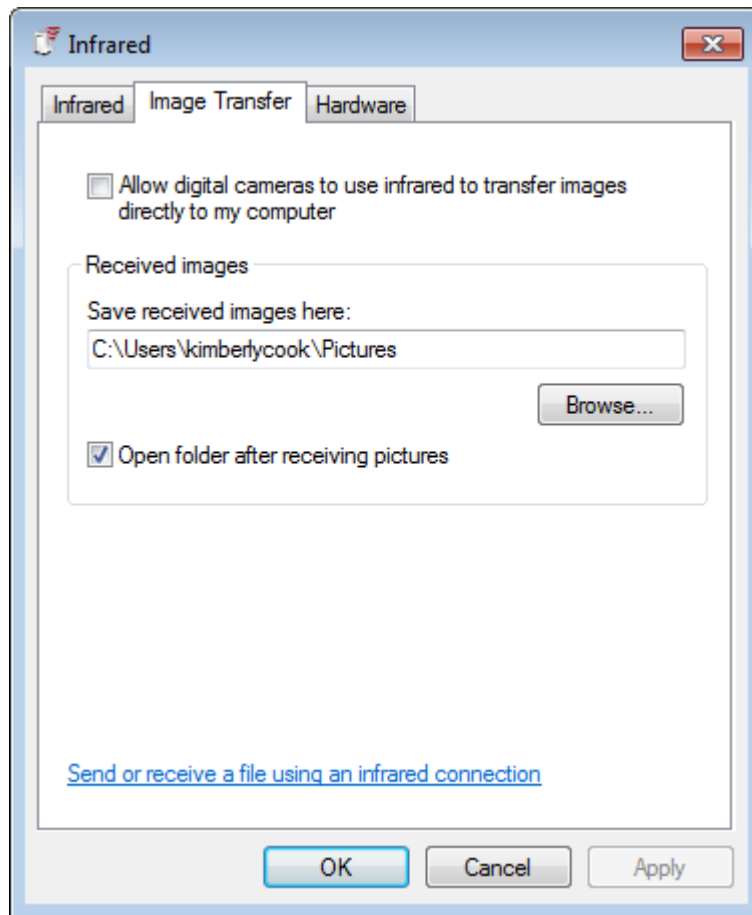 Infrared
Infrared Image Transfer Hardware
Allow digital cameras to use infrared to transfer images
directly to my computer
Received images
Save received images here:
C:\Users\kimberlycook\Pictures
Browse...
Open folder after receiving pictures
Send or receive a file using an infrared connection
OK Cancel Apply